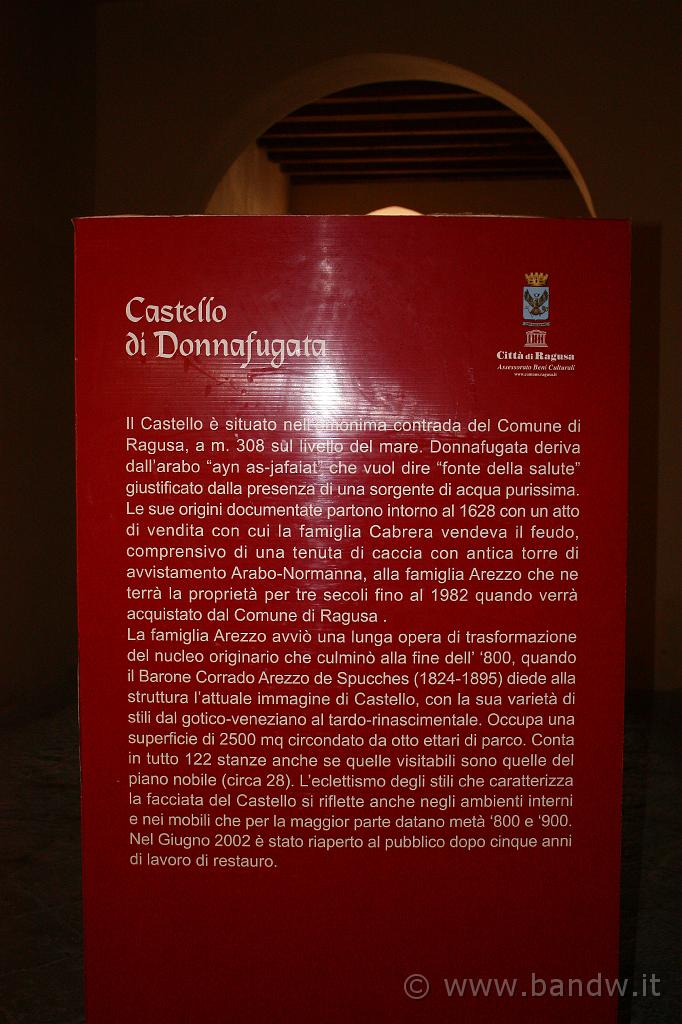 Castello
di Donnafugata
Città di Ragusa
Assessorato Beni Culturali
www.comune.ragusa.it
Il Castello è situato nell'omonima contrada del Comune di
Ragusa, a m. 308 sul livello del mare. Donnafugata deriva
dall'arabo “ayn as-jafaiat” che vuol dire “fonte della salute”
giustificato dalla presenza di una sorgente di acqua purissima.
Le sue origini documentate partono intorno al 1628 con un atto
di vendita con cui la famiglia Cabrera vendeva il feudo,
comprensivo di una tenuta di caccia con antica torre di
avvistamento Arabo-Normanna, alla famiglia Arezzo che ne
terrà la proprietà per tre secoli fino al 1982 quando verrà
acquistato dal Comune di Ragusa .
La famiglia Arezzo avviò una lunga opera di trasformazione
del nucleo originario che culminò alla fine dell' ‘800, quando
il Barone Corrado Arezzo de Spucches (1824-1895) diede alla
struttura l'attuale immagine di Castello, con la sua varietà di
stili dal gotico-veneziano al tardo-rinascimentale. Occupa una
superficie di 2500 mq circondato da otto ettari di parco. Conta
in tutto 122 stanze anche se quelle visitabili sono quelle del
piano nobile (circa 28). L'eclettismo degli stili che caratterizza
la facciata del Castello si riflette anche negli ambienti interni
e nei mobili che per la maggior parte datano metà ‘800 e ‘900.
Nel Giugno 2002 è stato riaperto al pubblico dopo cinque anni
di lavoro di restauro.
© www.bandw.it